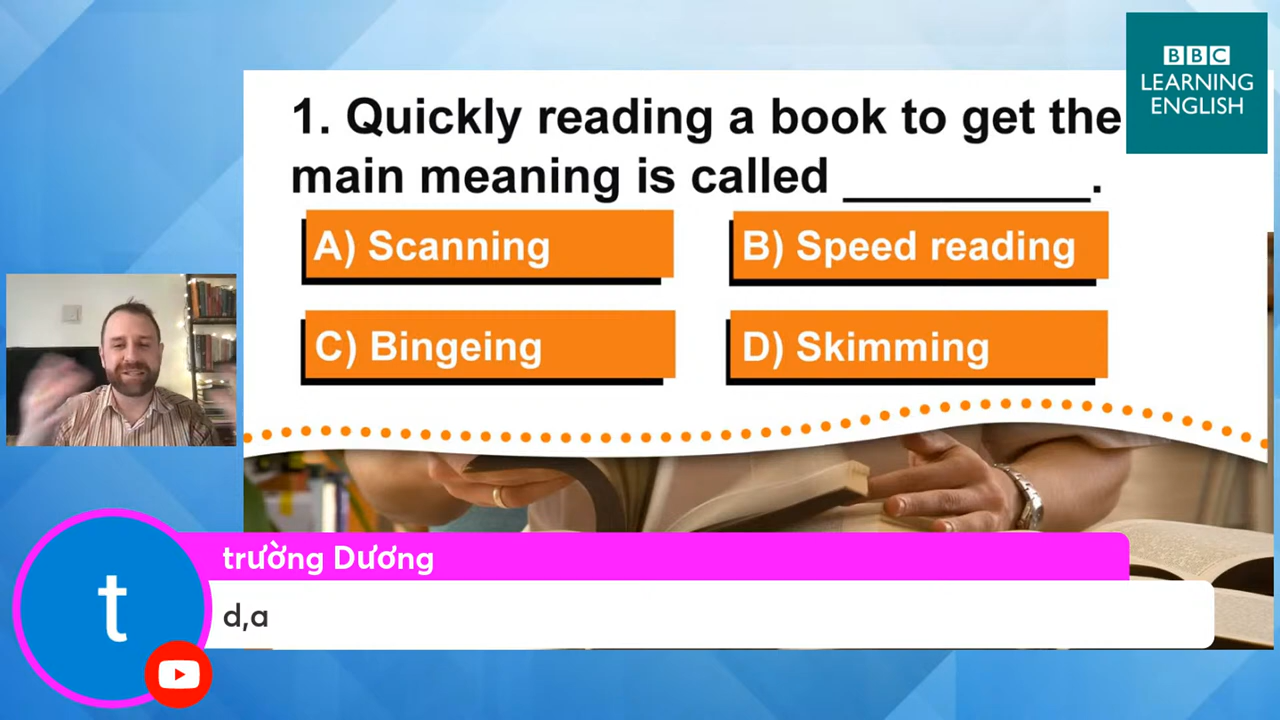 BBC
LEARNING
ENGLISH
1. Quickly reading a book to get the
main meaning is called _________.
A) Scanning
B) Speed reading
C) Bingeing
D) Skimming
t
trường Dương
d,a